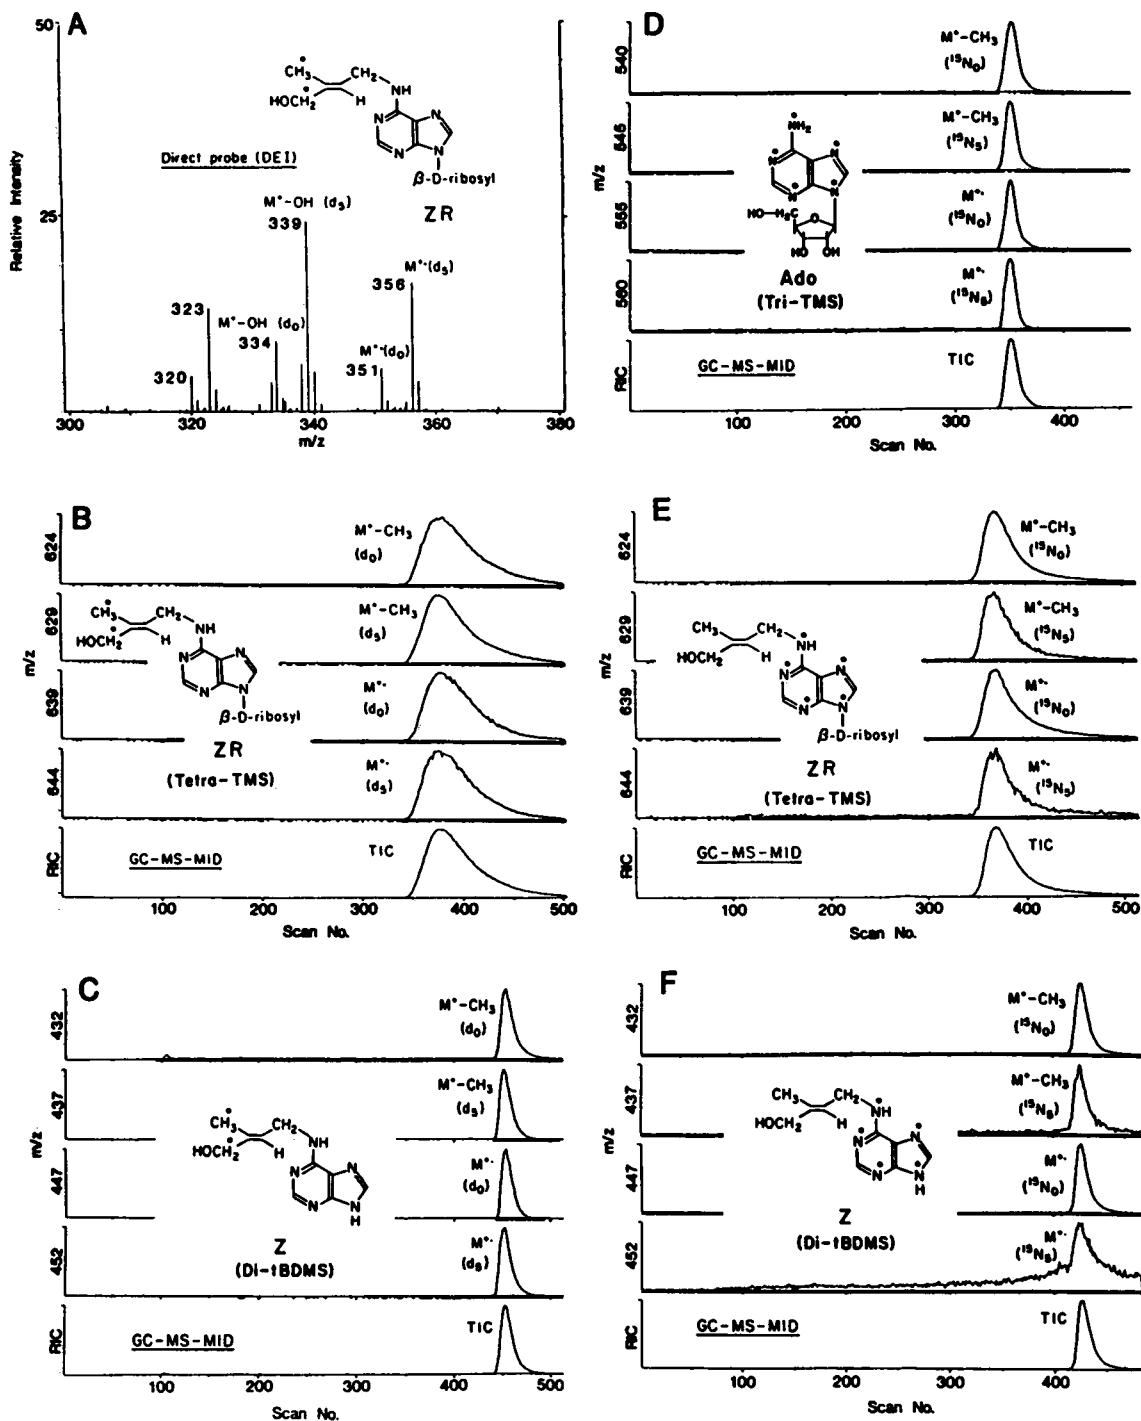 A
50
25
Relative Intensity
CH₃
CH₂
HOCH₂
H
NH
N
N
N
N
β-D-ribosyl
ZR
Direct probe (DEI)
M⁺-OH (d₅)
339
M⁺·(d₅)
356
323
M⁺-OH (d₀)
334
M⁺·(d₀)
351
320
300
320
340
360
380
m/z
B
624
629
639
644
RIC
m/z
M⁺-CH₃
(d₀)
M⁺-CH₃
(d₅)
M⁺·
(d₀)
M⁺·
(d₅)
TIC
CH₃
CH₂
HOCH₂
H
NH
N
N
N
N
β-D-ribosyl
ZR
(Tetra-TMS)
GC-MS-MID
100
200
300
400
500
Scan No.
C
432
437
447
452
RIC
m/z
M⁺-CH₃
(d₀)
M⁺-CH₃
(d₅)
M⁺·
(d₀)
M⁺·
TIC
CH₃
CH₂
HOCH₂
H
NH
N
N
N
N
H
Z
(Di-tBDMS)
GC-MS-MID
100
200
300
400
500
Scan No.
D
540
545
555
560
RIC
m/z
M⁺-CH₃
(¹⁵N₀)
M⁺-CH₃
(¹⁵N₅)
M⁺·
(¹⁵N₀)
M⁺·
TIC
NH₂
N
N
N
N
HO-H₂C
O
HO
OH
Ado
(Tri-TMS)
GC-MS-MID
100
200
300
400
Scan No.
E
624
629
639
644
RIC
m/z
M⁺-CH₃
(¹⁵N₀)
M⁺-CH₃
(¹⁵N₅)
M⁺·
(¹⁵N₀)
M⁺·
(¹⁵N₅)
TIC
CH₃
CH₂
HOCH₂
H
NH
N
N
N
N
β-D-ribosyl
ZR
(Tetra-TMS)
GC-MS-MID
100
200
300
400
500
Scan No.
F
432
437
447
452
RIC
m/z
M⁺-CH₃
(¹⁵N₀)
M⁺-CH₃
M⁺·
(¹⁵N₀)
M⁺·
TIC
CH₃
CH₂
HOCH₂
H
NH
N
N
N
N
H
Z
(Di-tBDMS)
GC-MS-MID
100
200
300
400
Scan No.